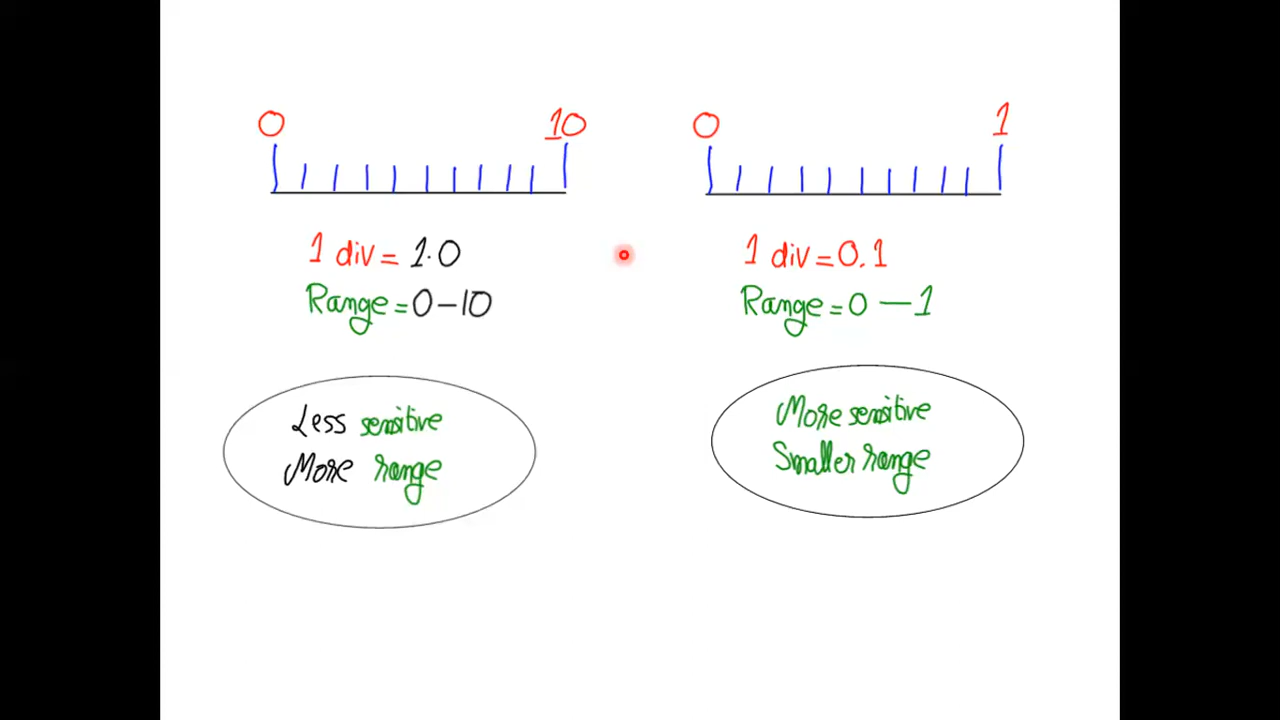 0 10
1 div = 1.0
Range = 0 – 10
Less sensitive
More range
0 1
1 div = 0.1
Range = 0 — 1
More sensitive
Smaller range